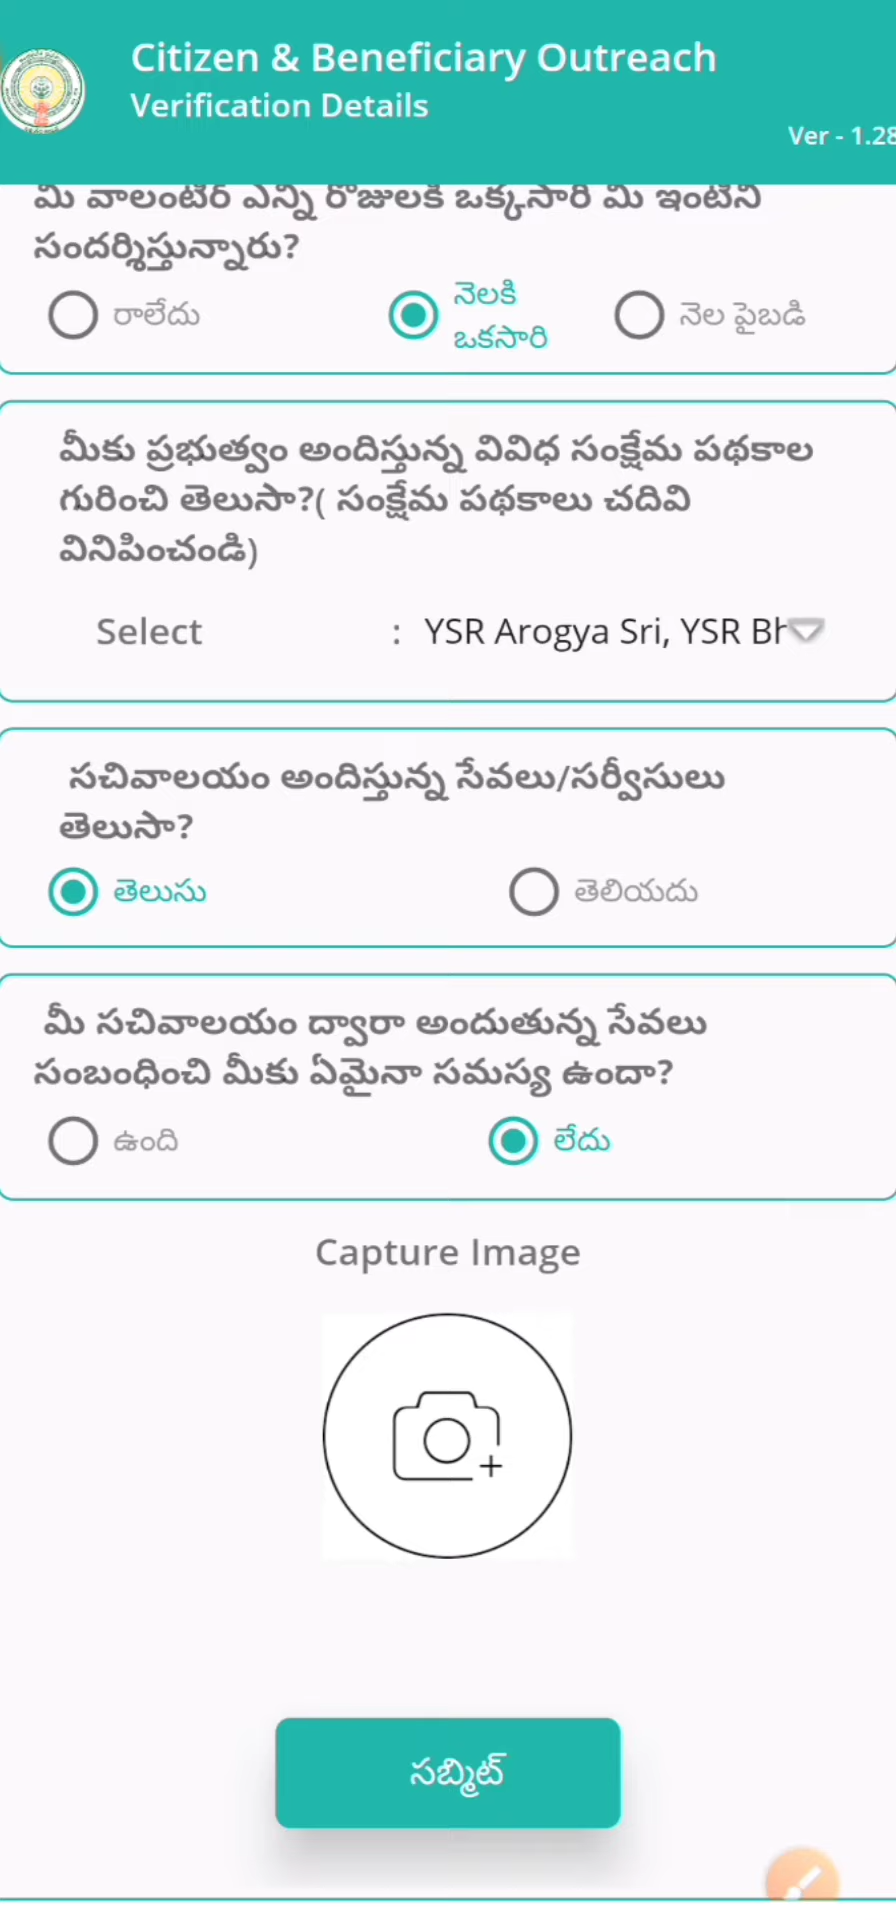 Citizen & Beneficiary Outreach
Verification Details
Ver - 1.28
మీ వాలంటీర్ ఎన్ని రోజులకి ఒక్కసారి మీ ఇంటిని
సందర్శిస్తున్నారు?
రాలేదు
నెలకి
ఒకసారి
నెల పైబడి
మీకు ప్రభుత్వం అందిస్తున్న వివిధ సంక్షేమ పథకాల
గురించి తెలుసా?( సంక్షేమ పథకాలు చదివి
వినిపించండి)
Select : YSR Arogya Sri, YSR Bh
సచివాలయం అందిస్తున్న సేవలు/సర్వీసులు
తెలుసా?
తెలుసు తెలియదు
మీ సచివాలయం ద్వారా అందుతున్న సేవలు
సంబంధించి మీకు ఏమైనా సమస్య ఉందా?
ఉంది లేదు
Capture Image
సబ్మిట్